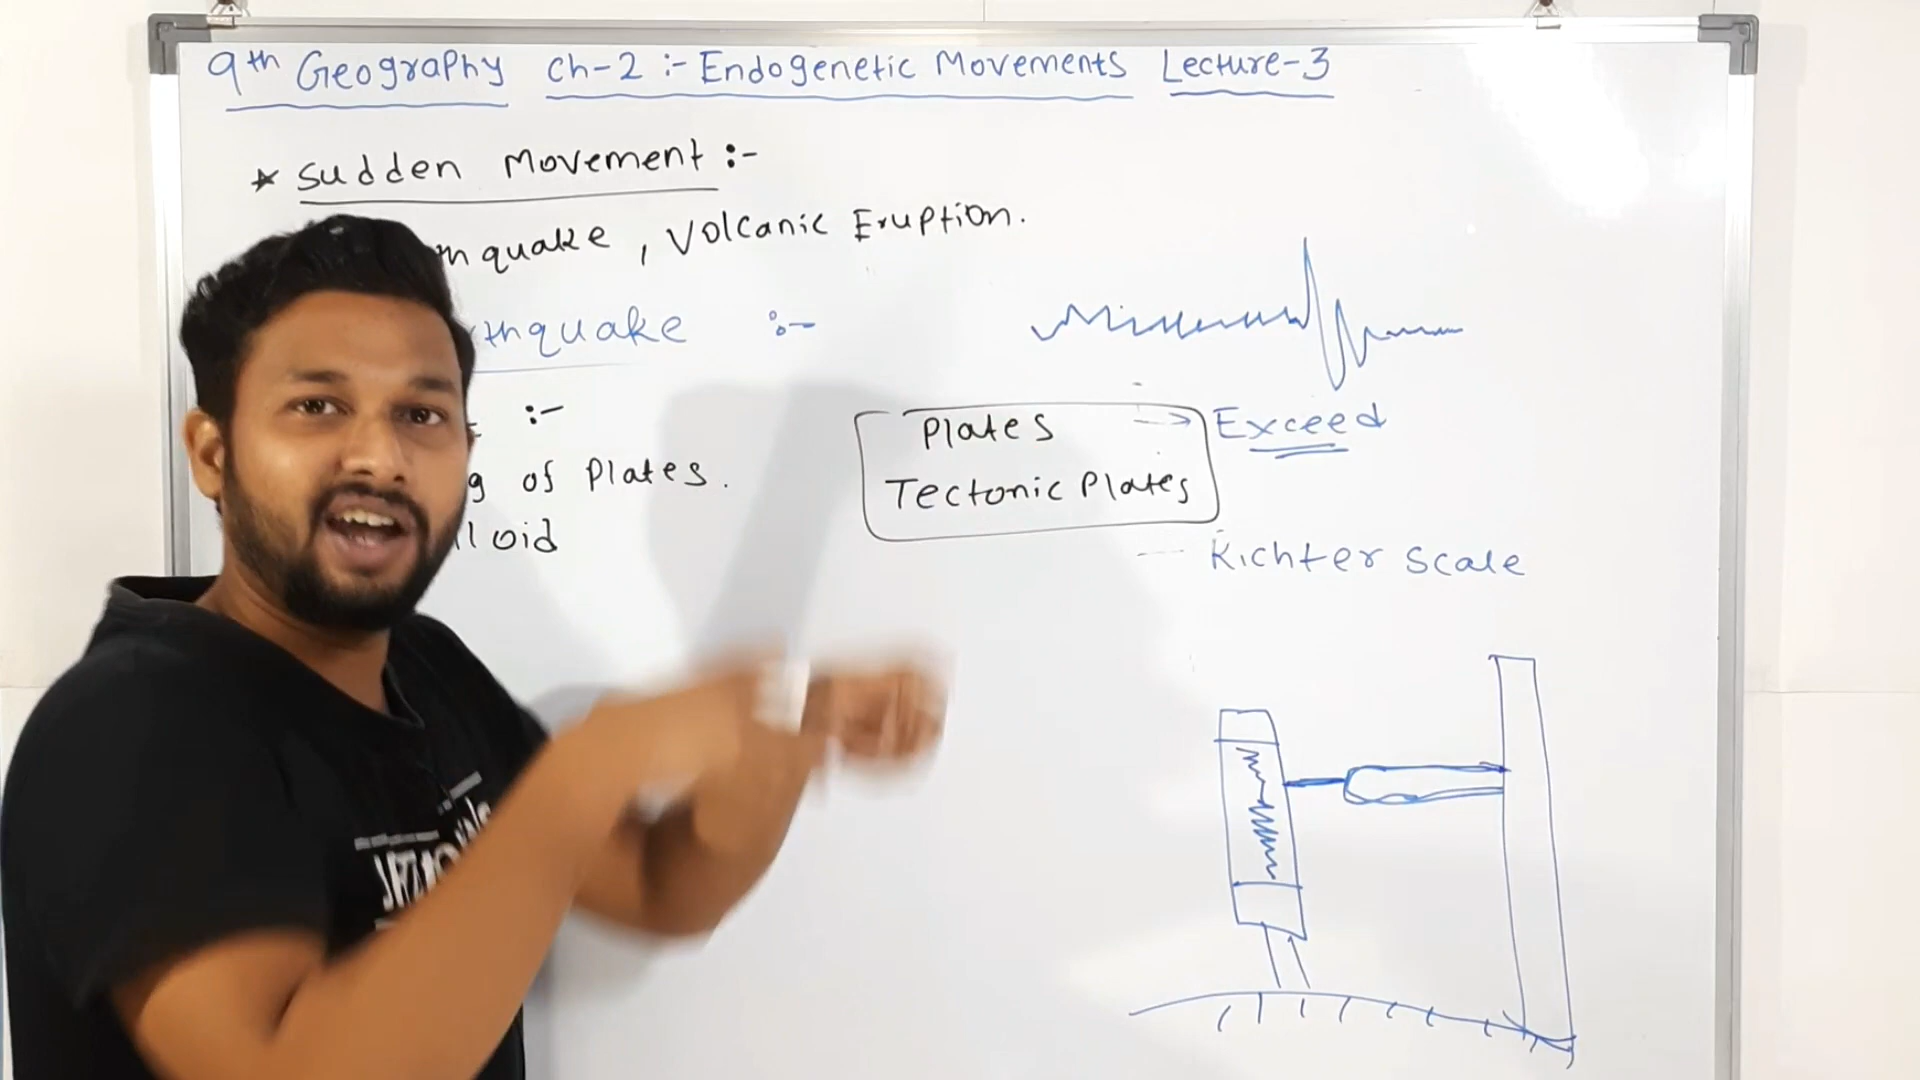 9th Geography ch-2 :- Endogenetic Movements Lecture-3
* Sudden Movement :-
quake , Volcanic Eruption.
thquake :-
:-
g of Plates.
oid
Plates
Tectonic Plates
→ Exceed
Richter Scale